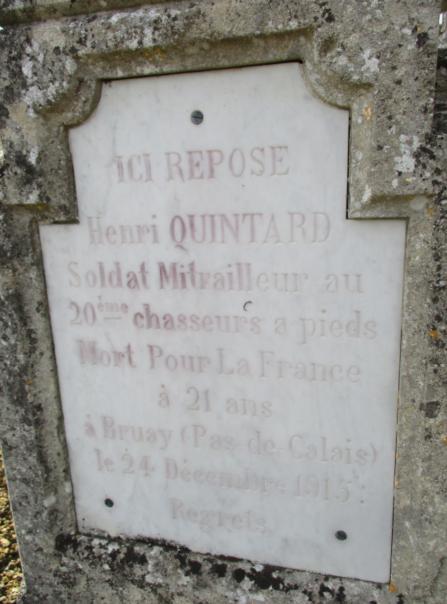 ICI REPOSE
Henri QUINTARD
Soldat Mitrailleur au
20ème chasseurs a pieds
Mort Pour La France
à 21 ans
à Bruay (Pas-de-Calais)
le 24 Décembre 1915
Regrets